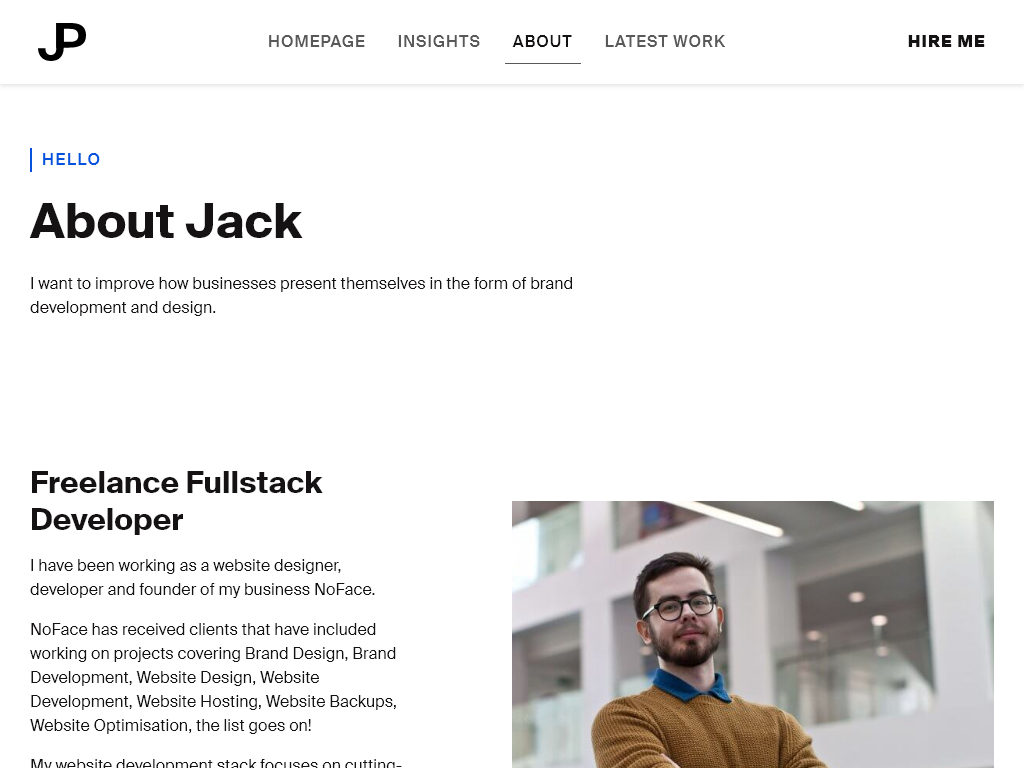 JP
HOMEPAGE INSIGHTS ABOUT LATEST WORK HIRE ME
HELLO
About Jack
I want to improve how businesses present themselves in the form of brand
development and design.
Freelance Fullstack
Developer
I have been working as a website designer,
developer and founder of my business NoFace.
NoFace has received clients that have included
working on projects covering Brand Design, Brand
Development, Website Design, Website
Development, Website Hosting, Website Backups,
Website Optimisation, the list goes on!
My website development stack focuses on cutting-